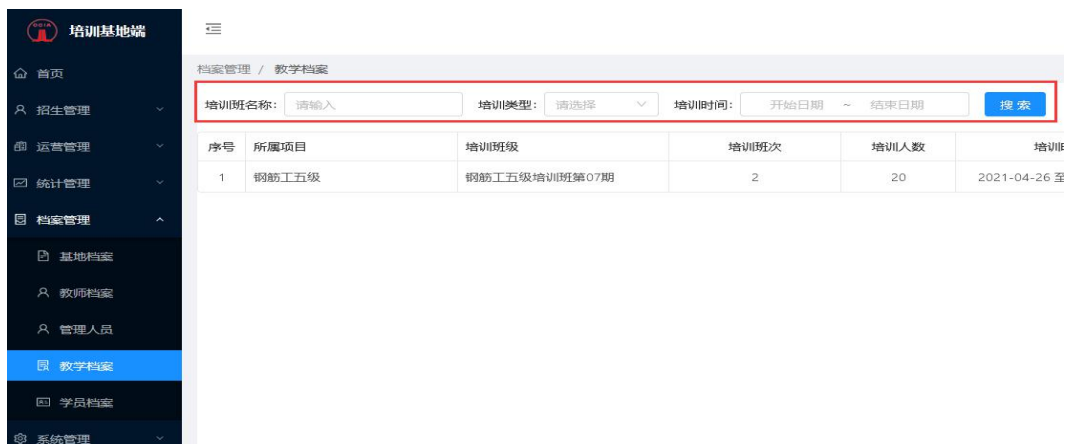 培训基地端
首页
招生管理
运营管理
统计管理
档案管理
基地档案
教师档案
管理人员
教学档案
学员档案
系统管理
档案管理 / 教学档案
培训班名称: 请输入 培训类型: 请选择 培训时间: 开始日期 ~ 结束日期 搜 索
序号 所属项目 培训班级 培训班次 培训人数 培训
1 钢筋工五级 钢筋工五级培训班第07期 2 20 2021-04-26 至